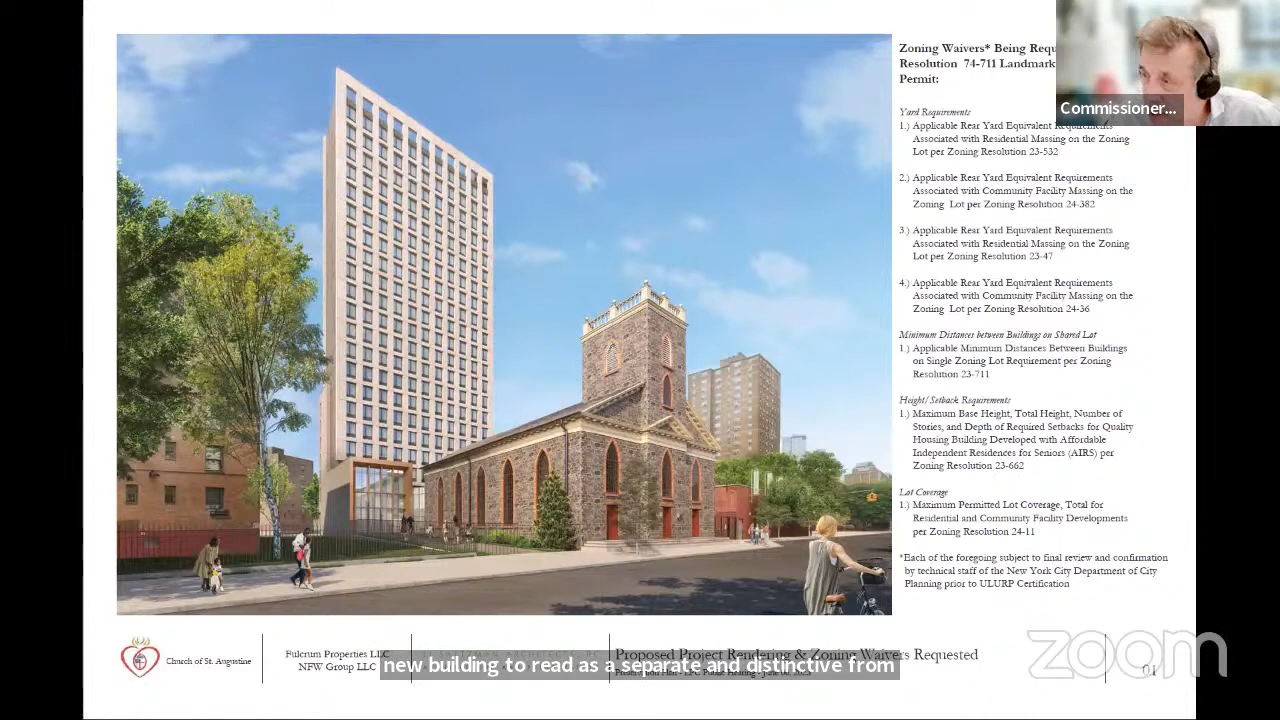 Zoning Waivers* Being Requ
Resolution 74-711 Landmark
Permit:
Commissioner...
Yard Requirements
1.) Applicable Rear Yard Equivalent Requirements
Associated with Residential Massing on the Zoning
Lot per Zoning Resolution 23-532
2.) Applicable Rear Yard Equivalent Requirements
Associated with Community Facility Massing on the
Zoning Lot per Zoning Resolution 24-382
3.) Applicable Rear Yard Equivalent Requirements
Associated with Residential Massing on the Zoning
Lot per Zoning Resolution 23-47
4.) Applicable Rear Yard Equivalent Requirements
Associated with Community Facility Massing on the
Zoning Lot per Zoning Resolution 24-36
Minimum Distances between Buildings on Shared Lot
1.) Applicable Minimum Distances Between Buildings
on Single Zoning Lot Requirement per Zoning
Resolution 23-711
Height/Setback Requirements
1.) Maximum Base Height, Total Height, Number of
Stories, and Depth of Required Setbacks for Quality
Housing Building Developed with Affordable
Independent Residences for Seniors (AIRS) per
Zoning Resolution 23-662
Lot Coverage
1.) Maximum Permitted Lot Coverage, Total for
Residential and Community Facility Developments
per Zoning Resolution 24-11
*Each of the foregoing subject to final review and confirmation
by technical staff of the New York City Department of City
Planning prior to ULURP Certification
Church of St. Augustine
Fulcrum Properties LLC
NFW Group LLC
Proposed Project Rendering & Zoning Waivers Requested
new building to read as a separate and distinctive from
zoom
01